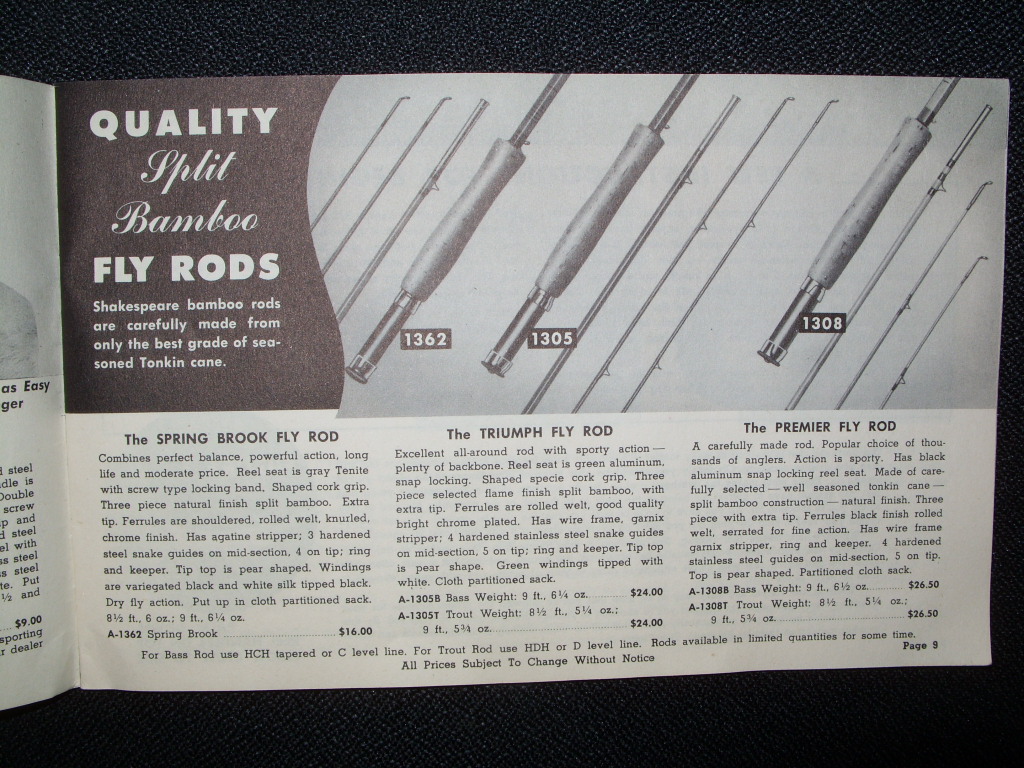 QUALITY
Split
Bamboo
FLY RODS
Shakespeare bamboo rods
are carefully made from
only the best grade of sea-
soned Tonkin cane.
1362
1305
1308
as Easy
ger
d steel
dle is
Double
screw
p and
d steel
el with
ss steel
s steel
te. Put
½ and
$9.00
sporting
r dealer
The SPRING BROOK FLY ROD
Combines perfect balance, powerful action, long
life and moderate price. Reel seat is gray Tenite
with screw type locking band. Shaped cork grip.
Three piece natural finish split bamboo. Extra
tip. Ferrules are shouldered, rolled welt, knurled,
chrome finish. Has agatine stripper; 3 hardened
steel snake guides on mid-section, 4 on tip; ring
and keeper. Tip top is pear shaped. Windings
are variegated black and white silk tipped black.
Dry fly action. Put up in cloth partitioned sack.
8½ ft., 6 oz.; 9 ft., 6¼ oz.
A-1362 Spring Brook ........ $16.00
The TRIUMPH FLY ROD
Excellent all-around rod with sporty action —
plenty of backbone. Reel seat is green aluminum,
snap locking. Shaped specie cork grip. Three
piece selected flame finish split bamboo, with
extra tip. Ferrules are rolled welt, good quality
bright chrome plated. Has wire frame, garnix
stripper; 4 hardened stainless steel snake guides
on mid-section, 5 on tip; ring and keeper. Tip top
is pear shape. Green windings tipped with
white. Cloth partitioned sack.
A-1305B Bass Weight: 9 ft., 6¼ oz. ........ $24.00
A-1305T Trout Weight: 8½ ft., 5¼ oz.;
9 ft., 5¾ oz. ........ $24.00
The PREMIER FLY ROD
A carefully made rod. Popular choice of thou-
sands of anglers. Action is sporty. Has black
aluminum snap locking reel seat. Made of care-
fully selected — well seasoned tonkin cane —
split bamboo construction — natural finish. Three
piece with extra tip. Ferrules black finish rolled
welt, serrated for fine action. Has wire frame
garnix stripper, ring and keeper. 4 hardened
stainless steel guides on mid-section, 5 on tip.
Top is pear shaped. Partitioned cloth sack.
A-1308B Bass Weight: 9 ft., 6½ oz. ........ $26.50
A-1308T Trout Weight: 8½ ft., 5¼ oz.;
9 ft., 5¾ oz. ........ $26.50
For Bass Rod use HCH tapered or C level line. For Trout Rod use HDH or D level line. Rods available in limited quantities for some time.
All Prices Subject To Change Without Notice
Page 9